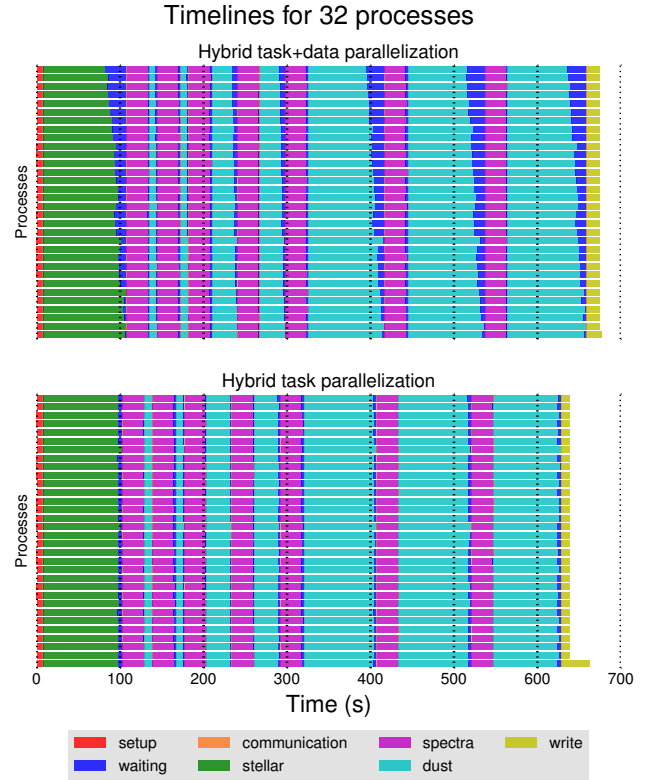 Timelines for 32 processes
Hybrid task+data parallelization
Processes
Hybrid task parallelization
Processes
0 100 200 300 400 500 600 700
Time (s)
setup communication spectra write
waiting stellar dust